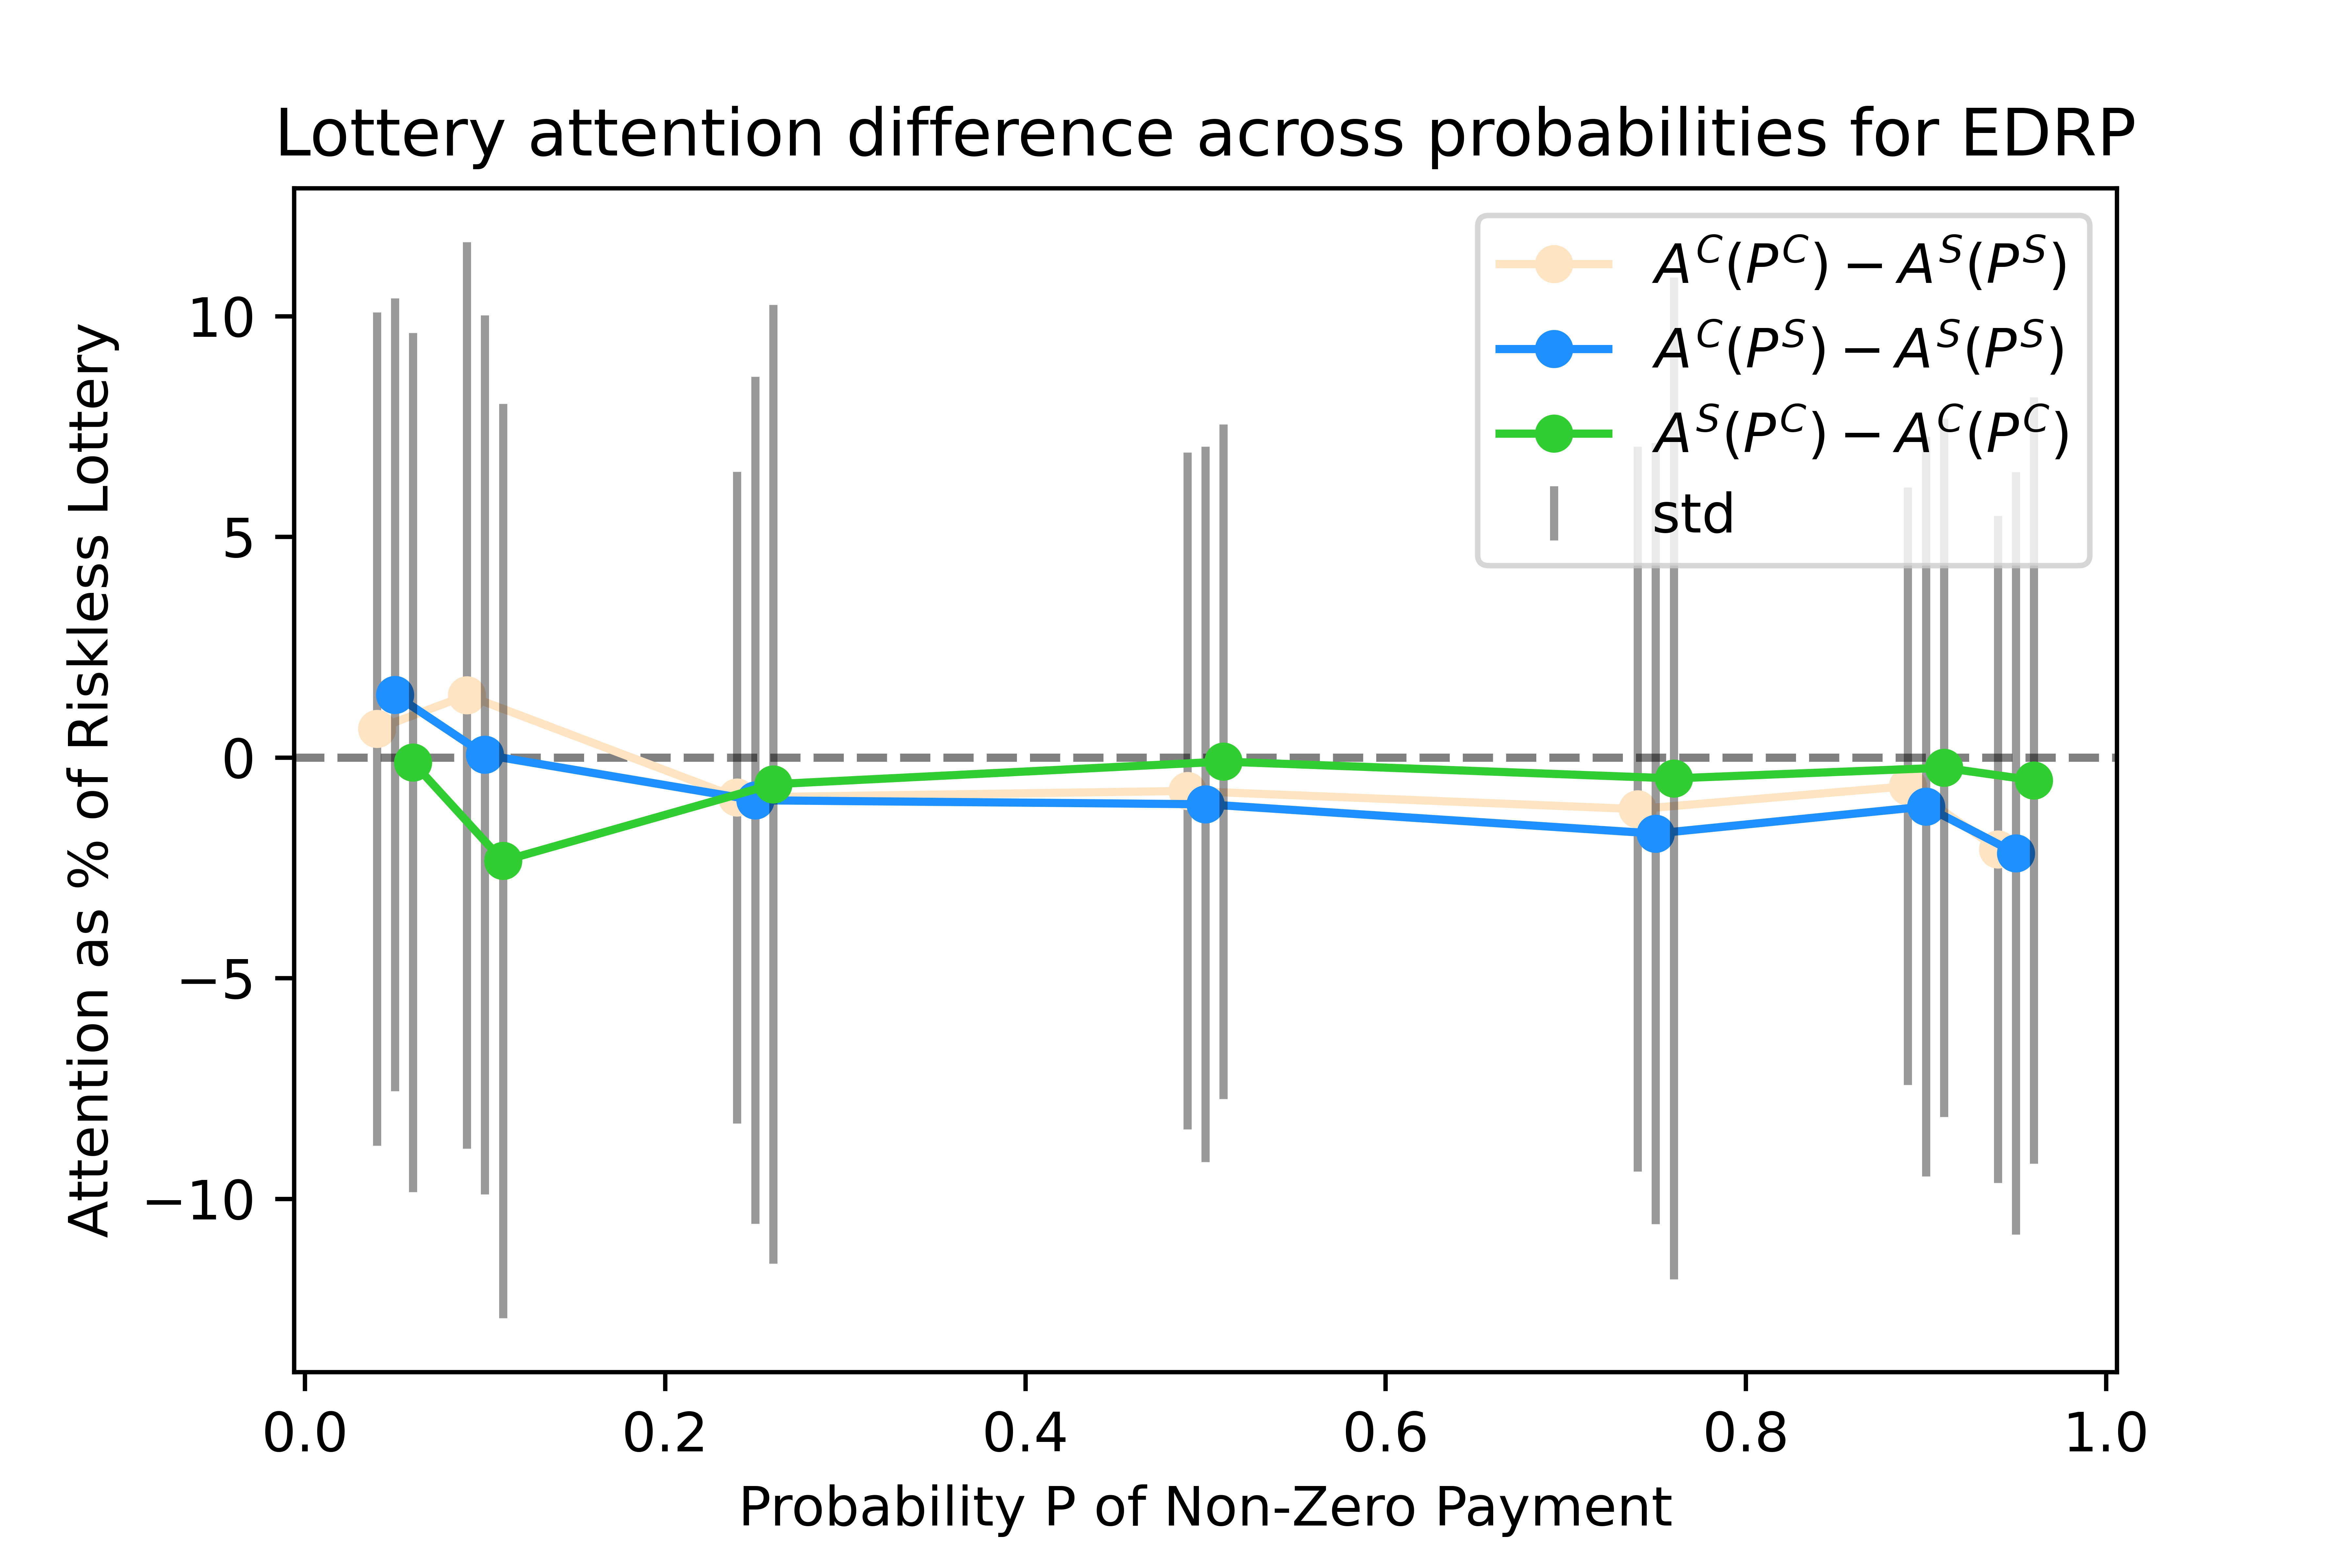 Lottery attention difference across probabilities for EDRP
Attention as % of Riskless Lottery
10
5
0
−5
−10
A^C(P^C) − A^S(P^S)
A^C(P^S) − A^S(P^S)
A^S(P^C) − A^C(P^C)
std
0.0 0.2 0.4 0.6 0.8 1.0
Probability P of Non-Zero Payment